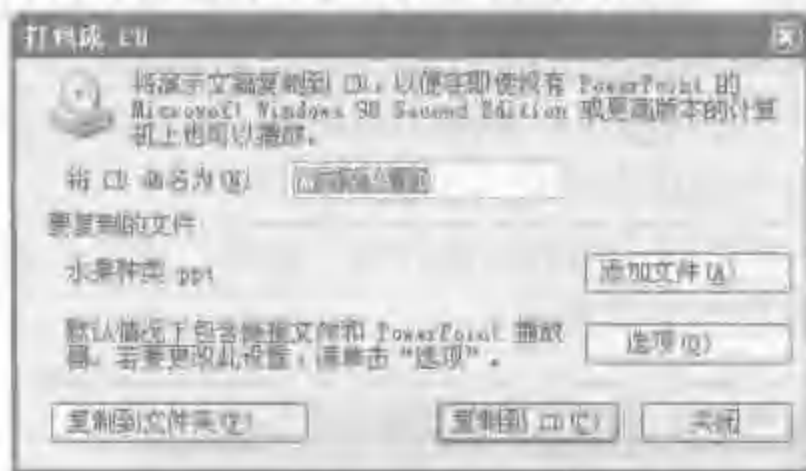 打包成 CD
将演示文稿复制到 CD，以便在即使没有 PowerPoint 的
Microsoft Windows 98 Second Edition 或更高版本的计算
机上也可以播放。
将 CD 命名为(N)
要复制的文件
水果种类.ppt
添加文件(A)
默认情况下包含链接文件和 PowerPoint 播放
器。若要更改此设置，请单击“选项”。
选项(O)
复制到文件夹(F)
复制到 CD(C)
关闭